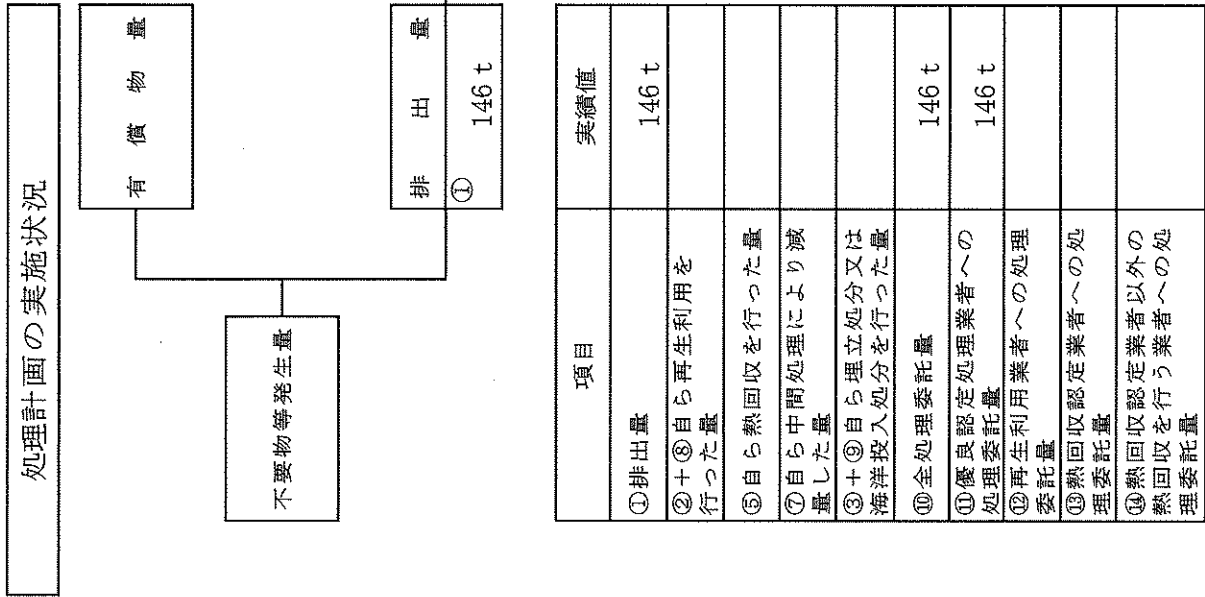 処理計画の実施状況
不要物等発生量
有償物量
排出量
①
146 t
項目
実績値
①排出量
146 t
②+⑧自ら再生利用を
行った量
⑤自ら熱回収を行った量
⑦自ら中間処理により減
量した量
③+⑨自ら埋立処分又は
海洋投入処分を行った量
⑩全処理委託量
146 t
⑪優良認定処理業者への
処理委託量
146 t
⑫再生利用業者への処理
委託量
⑬熱回収認定業者への処
理委託量
⑭熱回収認定業者以外の
熱回収を行う業者への処
理委託量